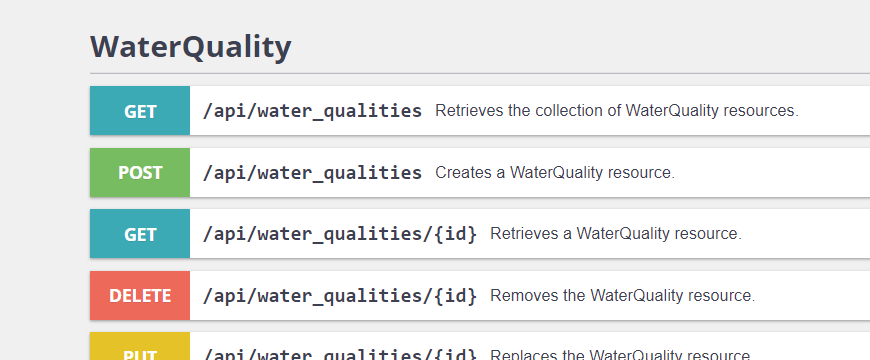 WaterQuality
GET /api/water_qualities Retrieves the collection of WaterQuality resources.
POST /api/water_qualities Creates a WaterQuality resource.
GET /api/water_qualities/{id} Retrieves a WaterQuality resource.
DELETE /api/water_qualities/{id} Removes the WaterQuality resource.
PUT /api/water_qualities/{id} Replaces the WaterQuality resource.